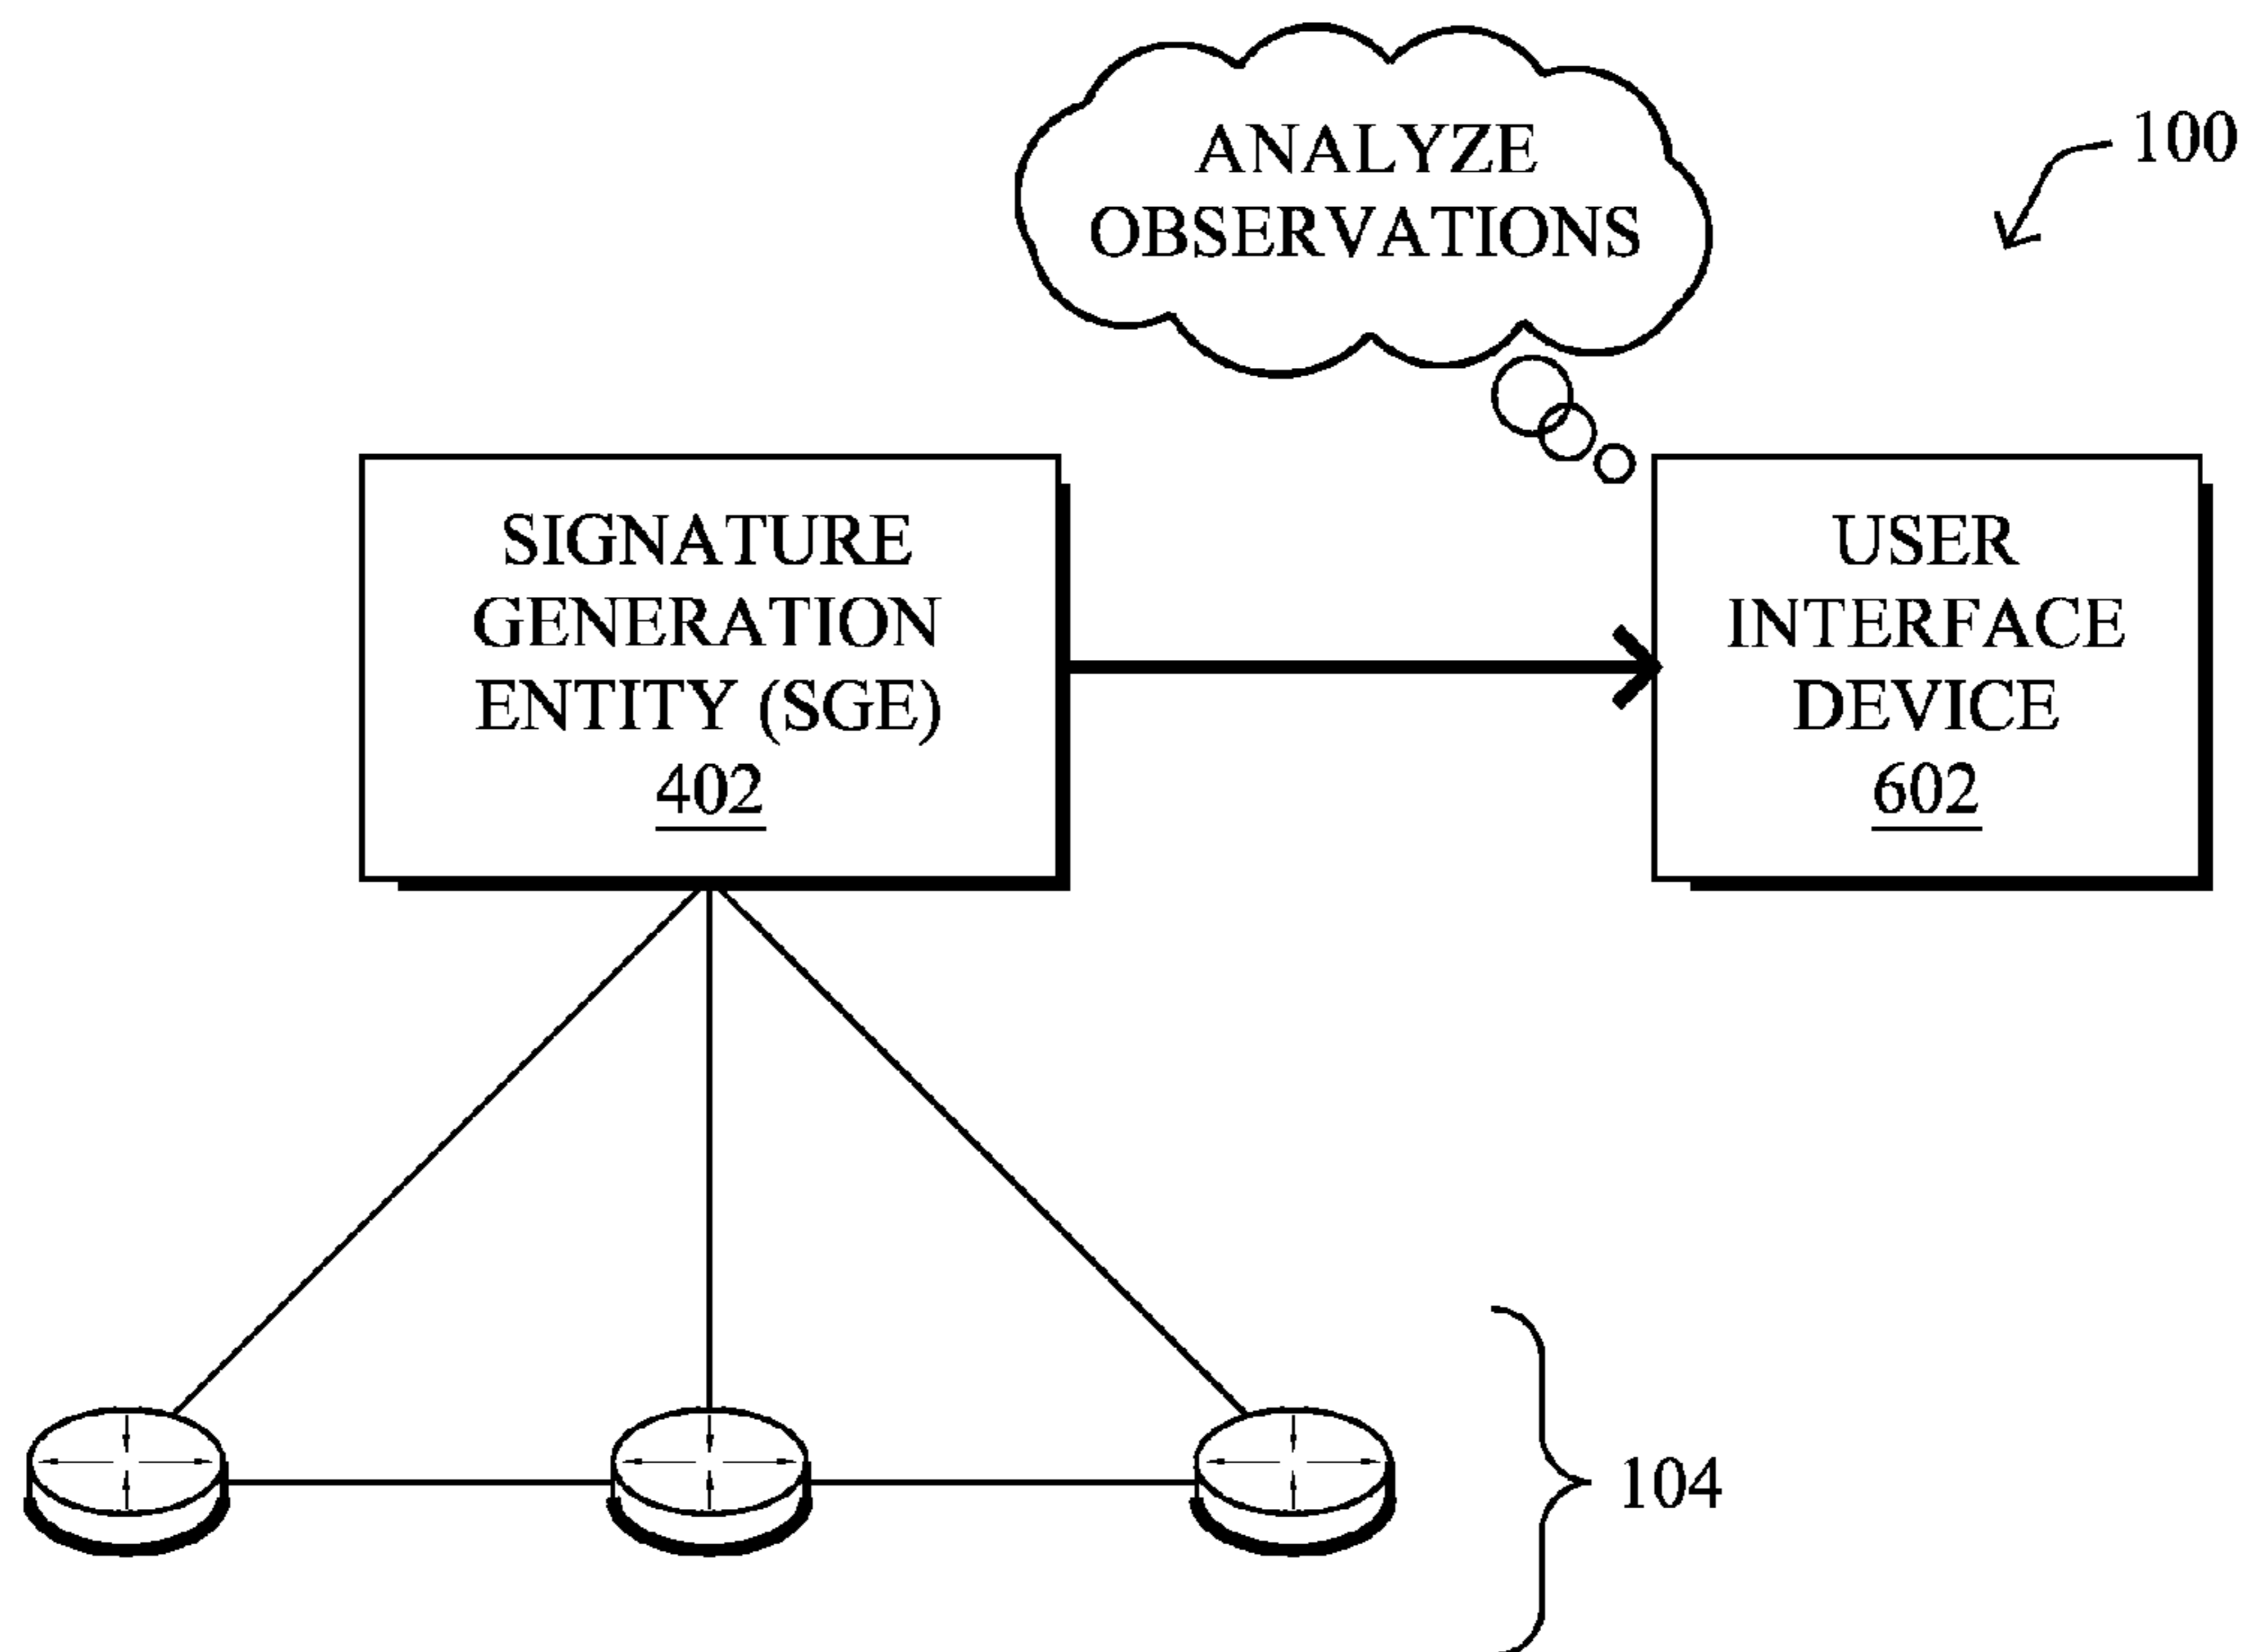 ANALYZE
OBSERVATIONS
100
SIGNATURE
GENERATION
ENTITY (SGE)
402
USER
INTERFACE
DEVICE
602
104